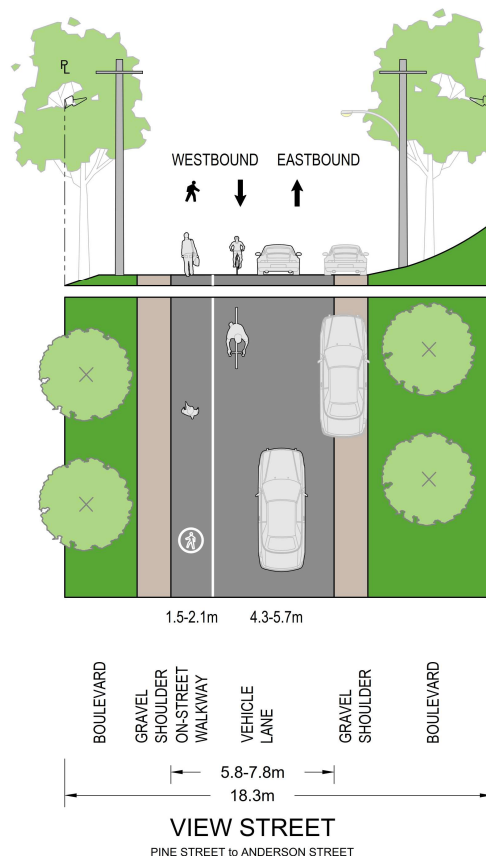 PL
WESTBOUND EASTBOUND
1.5-2.1m 4.3-5.7m
BOULEVARD
GRAVEL
SHOULDER
ON-STREET
WALKWAY
VEHICLE
LANE
GRAVEL
SHOULDER
BOULEVARD
5.8-7.8m
18.3m
VIEW STREET
PINE STREET to ANDERSON STREET